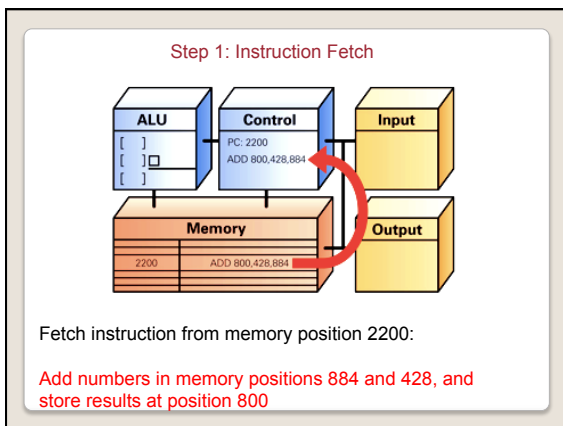 Step 1: Instruction Fetch
ALU
Control
Input
[ ]
[ ]
[ ]
PC: 2200
ADD 800,428,884
Memory
Output
2200 ADD 800,428,884
Fetch instruction from memory position 2200:
Add numbers in memory positions 884 and 428, and
store results at position 800